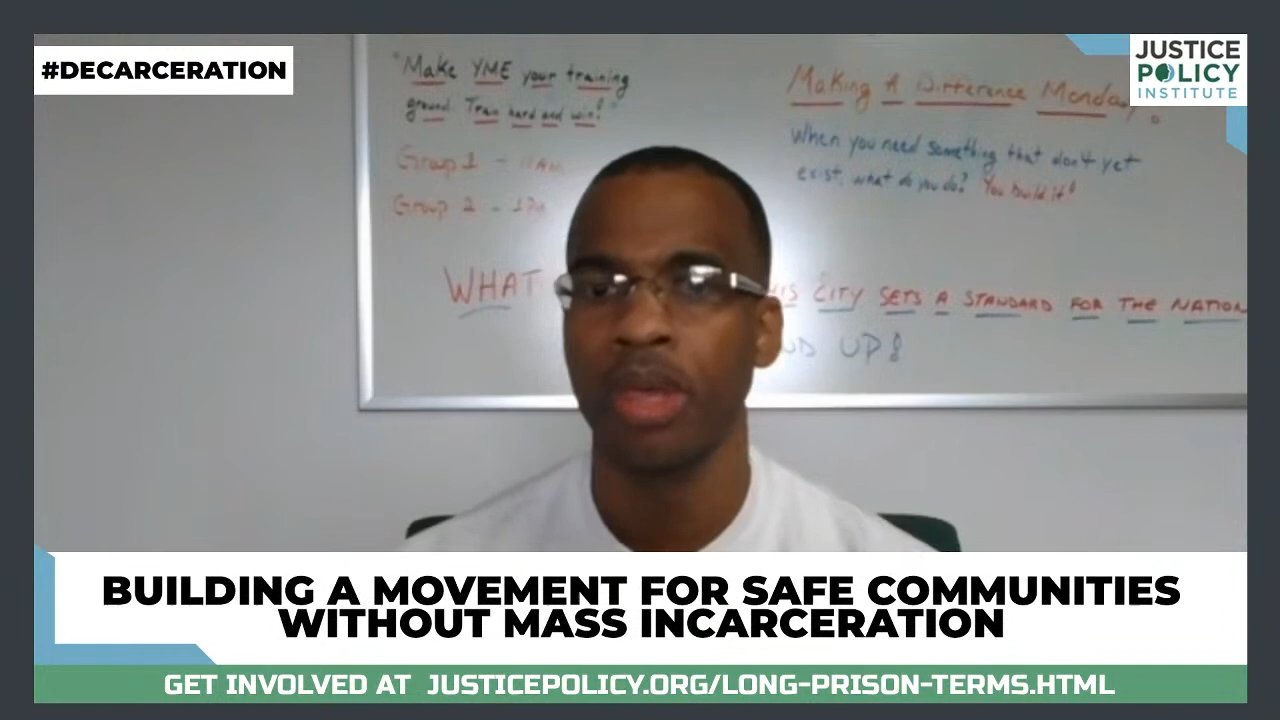 #DECARCERATION
JUSTICE
POLICY
INSTITUTE
"Make YME your training
ground. Train hard and win!"
Group 1 - 11AM
Group 2 -
Making A Difference Monday!
When you need something that don't yet
exist, what do you do? You build it!
WHAT CITY SETS A STANDARD FOR THE NATION
UP!
BUILDING A MOVEMENT FOR SAFE COMMUNITIES
WITHOUT MASS INCARCERATION
GET INVOLVED AT JUSTICEPOLICY.ORG/LONG-PRISON-TERMS.HTML